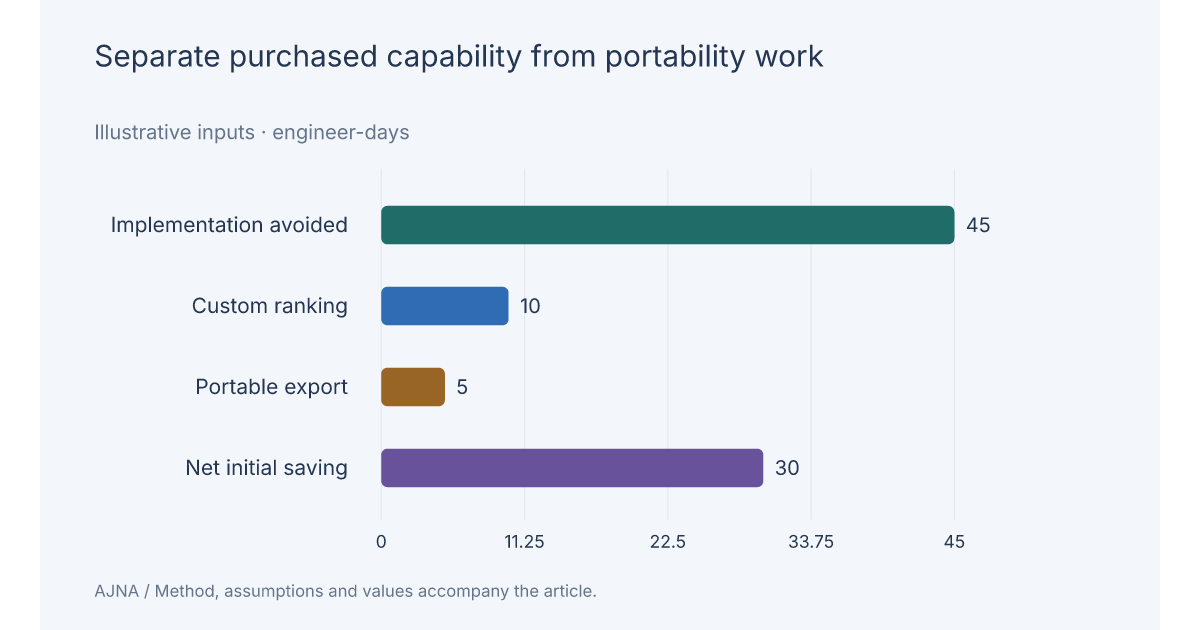 Separate purchased capability from portability work
Illustrative inputs · engineer-days
Implementation avoided 45
Custom ranking 10
Portable export 5
Net initial saving 30
0 11.25 22.5 33.75 45
AJNA / Method, assumptions and values accompany the article.